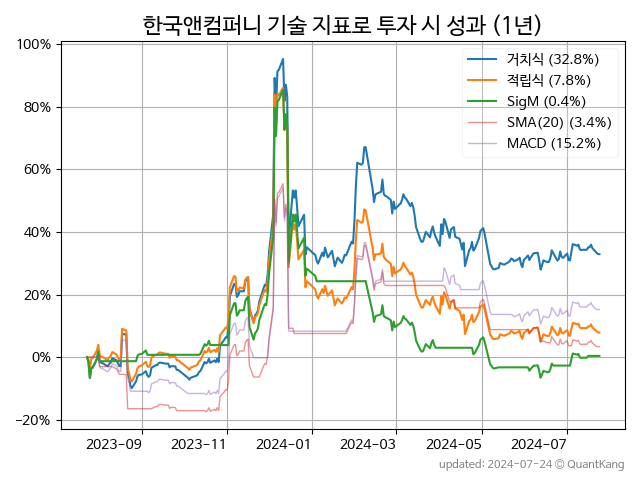 한국앤컴퍼니 기술 지표로 투자 시 성과 (1년)
100%
80%
60%
40%
20%
0%
−20%
거치식 (32.8%)
적립식 (7.8%)
SigM (0.4%)
SMA(20) (3.4%)
MACD (15.2%)
2023-09
2023-11
2024-01
2024-03
2024-05
2024-07
updated: 2024-07-24 © QuantKang